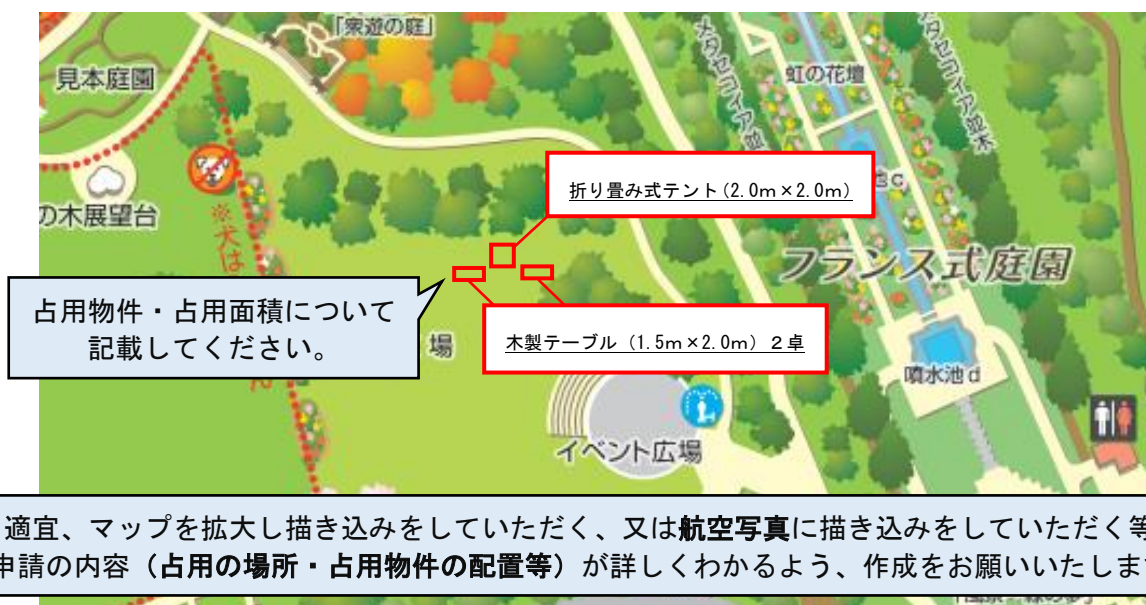 「衆遊の庭」
見本庭園
メタセコイア並
虹の花壇
メタセコイア並木
の木展望台
※犬は
折り畳み式テント(2.0m×2.0m)
c
フランス式庭園
占用物件・占用面積について
記載してください。
場
ん
木製テーブル（1.5m×2.0m）２卓
噴水池d
イベント広場
適宜、マップを拡大し描き込みをしていただく、又は航空写真に描き込みをしていただく等
申請の内容（占用の場所・占用物件の配置等）が詳しくわかるよう、作成をお願いいたしま